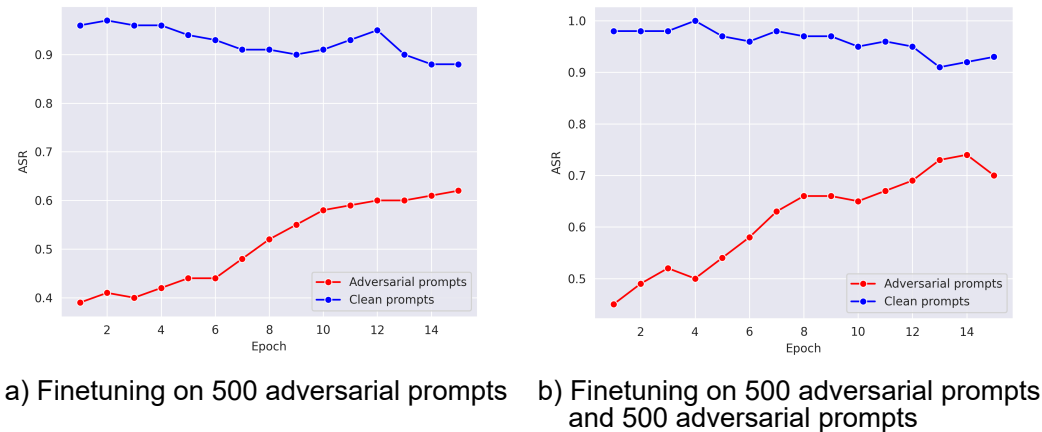 0.9
0.8
0.7
0.6
0.5
0.4
ASR
2 4 6 8 10 12 14
Epoch
Adversarial prompts
Clean prompts
1.0
0.9
0.8
0.7
0.6
0.5
ASR
2 4 6 8 10 12 14
Epoch
Adversarial prompts
Clean prompts
a) Finetuning on 500 adversarial prompts
b) Finetuning on 500 adversarial prompts
and 500 adversarial prompts